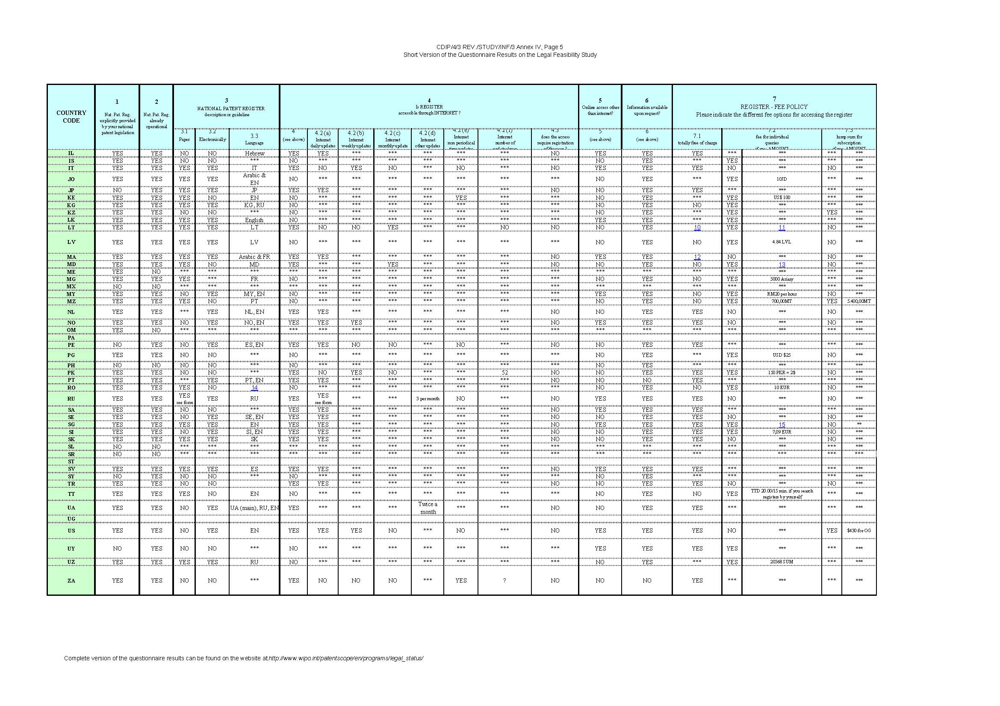 CDIP/4/3 REV./STUDY/INF/3 Annex IV, Page 5
Short Version of the Questionnaire Results on the Legal Feasibility Study
COUNTRY CODE
1 Nat. Pat. Reg. explicitly provided by your national patent legislation
2 Nat. Pat. Reg. already operational
3 NATIONAL PATENT REGISTER description or guideline
4 Is REGISTER accessible through INTERNET ?
5 Online access other than internet?
6 Information available upon request?
7 REGISTER - FEE POLICY
Please indicate the different fee options for accessing the register
3.1 Paper
3.2 Electronically
3.3 Language
4 (see above)
4.2 (a) Internet daily updates
4.2 (b) Internet weekly updates
4.2 (c) Internet monthly update
4.2 (d) Internet other updates
4.2 (e) Internet non periodical time updates
4.2 (f) Internet number of updates/year
4.3 does the access require registration of the user ?
5 (see above)
6 (see above)
7.1 totally free of charge
7.2 fee for individual queries if yes: AMOUNT
7.3 lump sum for subscription. if yes: AMOUNT
IL YES YES NO NO Hebrew YES YES *** *** *** *** *** NO YES YES YES *** *** *** ***
IS YES YES NO NO *** NO *** *** *** *** *** *** *** NO YES *** YES *** *** ***
IT YES YES YES YES IT YES NO YES NO *** NO *** NO YES YES YES NO *** NO ***
JO YES YES YES YES Arabic & EN NO *** *** *** *** *** *** *** NO YES *** YES 10JD *** ***
JP NO YES YES YES JP YES YES *** *** *** *** *** NO NO YES YES *** *** *** ***
KE YES YES YES NO EN NO *** *** *** *** YES *** *** NO YES *** YES US$ 100 *** ***
KG YES YES YES YES KG, RU NO *** *** *** *** *** *** *** NO YES NO YES *** *** ***
KZ YES YES NO NO *** NO *** *** *** *** *** *** *** NO YES *** YES *** YES ***
LK YES YES YES YES English NO *** *** *** *** *** *** *** YES YES *** YES *** *** ***
LT YES YES YES YES LT YES NO NO YES *** *** NO NO NO YES 10 YES 11 NO ***
LV YES YES YES YES LV NO *** *** *** *** *** *** *** NO YES NO YES 4.84 LVL NO ***
MA YES YES YES YES Arabic & FR YES YES *** *** *** *** *** NO YES YES 12 NO *** NO ***
MD YES YES YES NO MD YES *** *** YES *** *** *** NO NO YES NO YES 13 NO ***
ME YES NO *** *** *** *** *** *** *** *** *** *** *** *** *** *** *** *** *** ***
MG YES YES YES *** FR NO *** *** *** *** *** *** *** NO YES NO YES 5000 Ariary *** ***
MX NO NO *** *** *** *** *** *** *** *** *** *** *** *** *** *** *** *** *** ***
MY YES YES NO YES MY, EN NO *** *** *** *** *** *** *** YES YES NO YES RM20 per hour NO ***
MZ YES YES YES NO PT NO *** *** *** *** *** *** *** NO YES NO YES 700,00MT YES 5.400,00MT
NL YES YES *** YES NL, EN YES YES *** *** *** *** *** NO NO YES YES NO *** NO ***
NO YES YES NO YES NO, EN YES YES YES *** *** *** *** NO YES YES YES NO *** NO ***
OM YES NO *** *** *** *** *** *** *** *** *** *** *** *** *** *** *** *** *** ***
PA
PE NO YES NO YES ES, EN YES YES NO NO *** NO *** NO NO YES YES *** *** *** ***
PG YES YES NO NO *** NO *** *** *** *** *** *** *** NO YES *** YES USD $25 NO ***
PH NO NO NO NO *** NO *** *** *** *** *** *** *** NO YES *** *** *** *** ***
PK YES YES NO NO *** YES NO YES NO *** *** 52 NO NO YES YES YES 150 PKR = 2$ NO ***
PT YES YES *** YES PT, EN YES YES *** *** *** *** *** NO NO NO YES *** *** *** ***
RO YES YES YES NO 14 NO *** *** *** *** *** *** *** NO YES NO YES 10 EUR NO ***
RU YES YES YES see form YES RU YES YES see form *** *** 3 per month NO *** NO YES YES YES NO *** NO ***
SA YES YES NO NO *** YES YES *** *** *** *** *** NO YES YES YES *** *** *** ***
SE YES YES NO YES SE, EN YES YES *** *** *** *** *** NO NO YES YES NO *** NO ***
SG YES YES YES YES EN YES YES *** *** *** *** *** NO YES YES YES YES 15 NO **
SI YES YES NO YES SI, EN YES YES *** *** *** *** *** NO NO YES YES YES 7,09 EUR NO ***
SK YES YES YES YES SK YES YES *** *** *** *** *** NO NO YES YES NO *** NO ***
SL NO NO *** *** *** *** *** *** *** *** *** *** *** *** *** *** *** *** *** ***
SR NO NO *** *** *** *** *** *** *** *** *** *** *** *** *** *** *** *** *** ***
ST
SV YES YES YES YES ES YES YES *** *** *** *** *** NO YES YES YES *** *** *** ***
SY NO YES NO NO *** NO *** *** *** *** *** *** *** NO YES *** *** *** *** ***
TR YES YES NO NO YES YES *** *** *** *** *** NO NO YES YES NO *** NO ***
TT YES YES YES NO EN NO *** *** *** *** *** *** *** NO YES NO YES TTD 20.00/15 min. if you search registers by yourself *** ***
UA YES YES NO YES UA (main), RU, EN YES *** *** *** Twice a month *** *** NO NO YES YES *** *** *** ***
UG
US YES YES NO YES EN YES YES YES NO *** NO *** NO YES YES YES NO *** YES $430 for OG
UY NO YES NO NO *** NO *** *** *** *** *** *** *** YES YES YES YES *** *** ***
UZ YES YES YES YES RU NO *** *** *** *** *** *** *** NO YES *** YES 20368 SUM *** ***
ZA YES YES NO NO *** YES NO NO NO *** YES ? NO NO NO YES *** *** *** ***
Complete version of the questionnaire results can be found on the website at:http://www.wipo.int/patentscope/en/programs/legal_status/